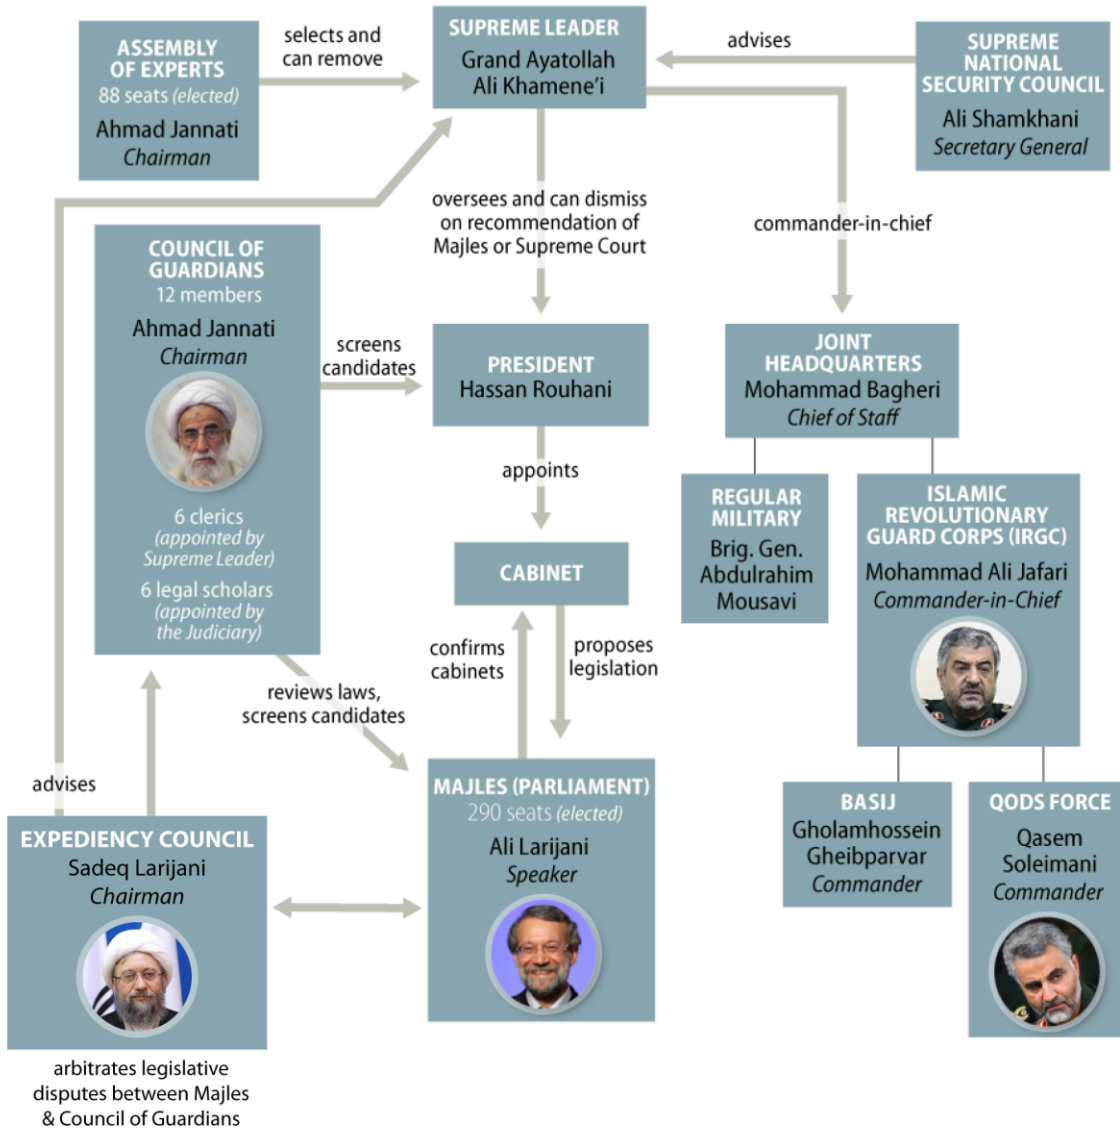 ASSEMBLY
OF EXPERTS
88 seats (elected)
Ahmad Jannati
Chairman
selects and
can remove
SUPREME LEADER
Grand Ayatollah
Ali Khamene'i
advises
SUPREME
NATIONAL
SECURITY COUNCIL
Ali Shamkhani
Secretary General
oversees and can dismiss
on recommendation of
Majles or Supreme Court
commander-in-chief
COUNCIL OF
GUARDIANS
12 members
Ahmad Jannati
Chairman
6 clerics
(appointed by
Supreme Leader)
6 legal scholars
(appointed by
the Judiciary)
screens
candidates
PRESIDENT
Hassan Rouhani
JOINT
HEADQUARTERS
Mohammad Bagheri
Chief of Staff
appoints
REGULAR
MILITARY
Brig. Gen.
Abdulrahim
Mousavi
ISLAMIC
REVOLUTIONARY
GUARD CORPS (IRGC)
Mohammad Ali Jafari
Commander-in-Chief
CABINET
confirms
cabinets
proposes
legislation
reviews laws,
screens candidates
advises
EXPEDIENCY COUNCIL
Sadeq Larijani
Chairman
arbitrates legislative
disputes between Majles
& Council of Guardians
MAJLES (PARLIAMENT)
290 seats (elected)
Ali Larijani
Speaker
BASIJ
Gholamhossein
Gheibparvar
Commander
QODS FORCE
Qasem
Soleimani
Commander